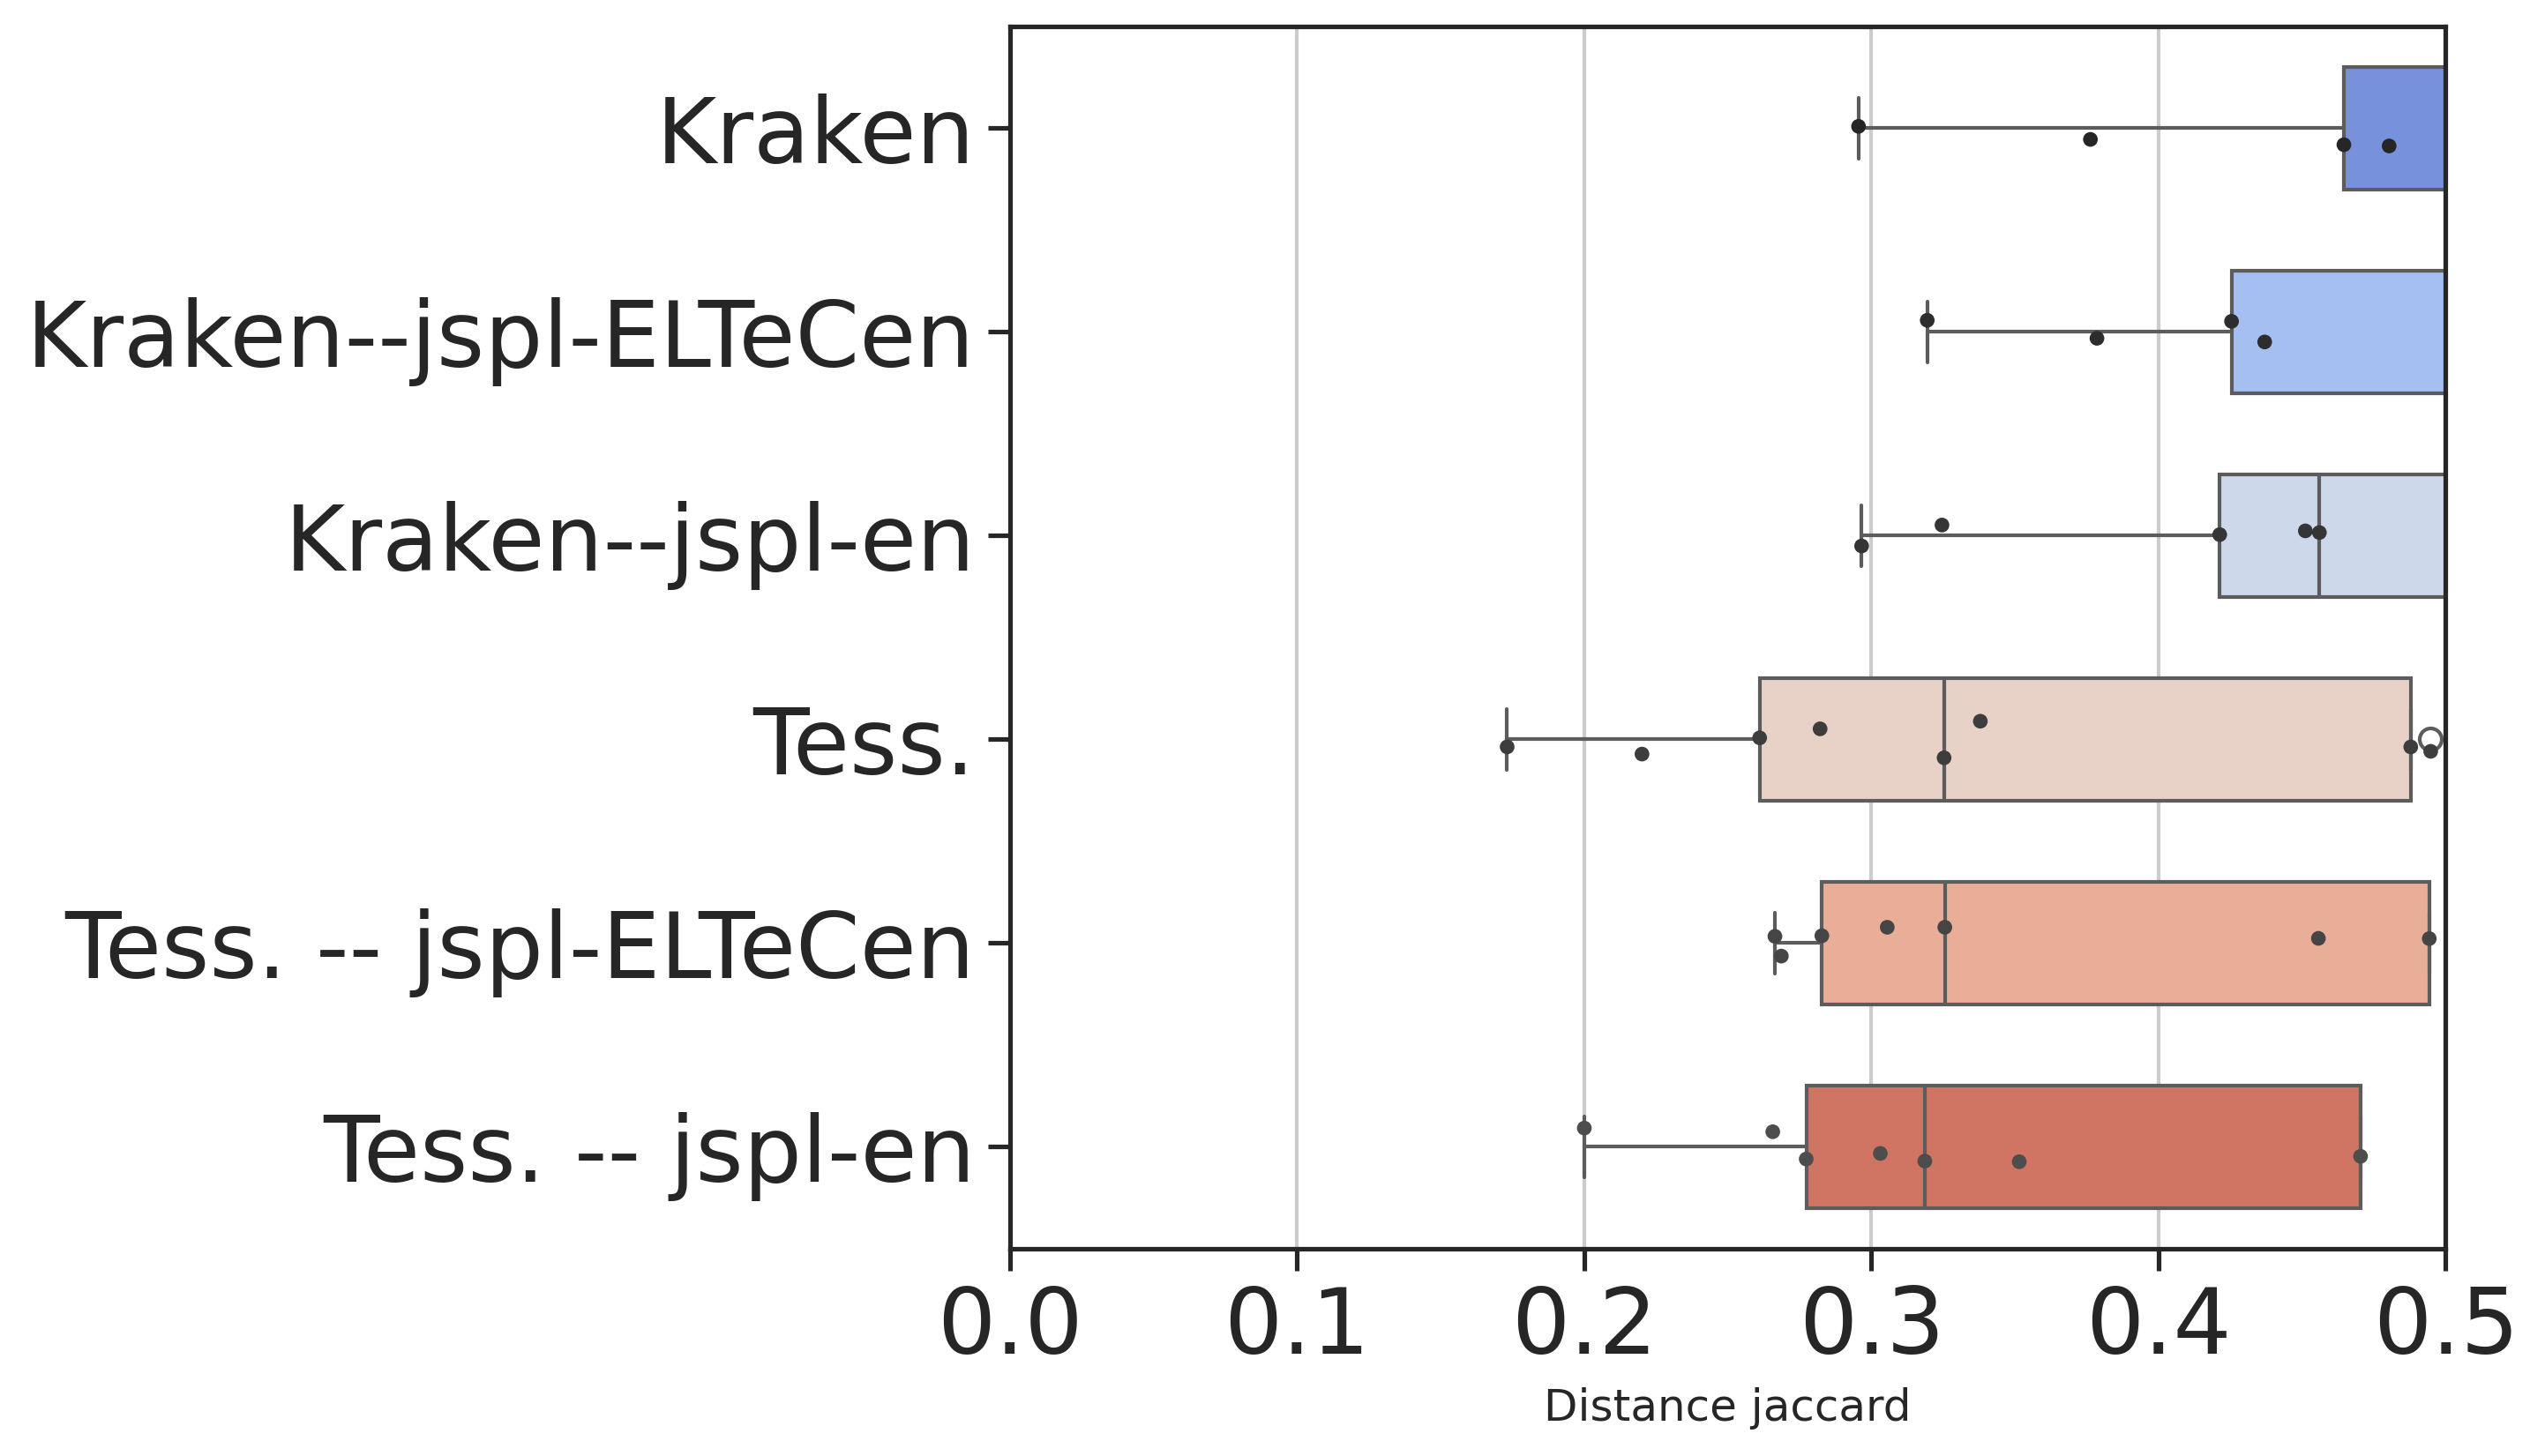 Kraken
Kraken--jspl-ELTeCen
Kraken--jspl-en
Tess.
Tess. -- jspl-ELTeCen
Tess. -- jspl-en
0.0 0.1 0.2 0.3 0.4 0.5
Distance jaccard